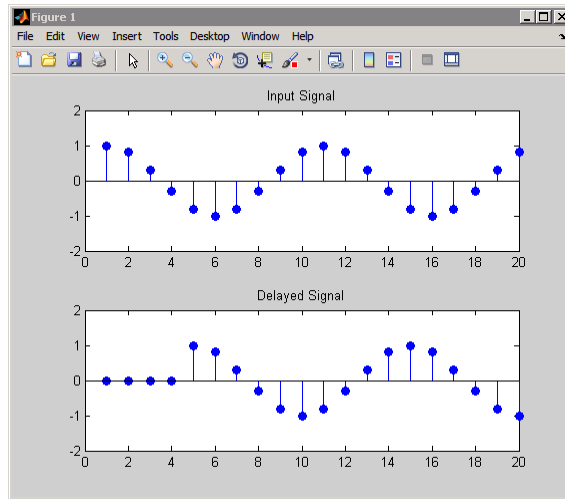 Figure 1
File Edit View Insert Tools Desktop Window Help
Input Signal
2
1
0
-1
-2
0 2 4 6 8 10 12 14 16 18 20
Delayed Signal
2
1
0
-1
-2
0 2 4 6 8 10 12 14 16 18 20